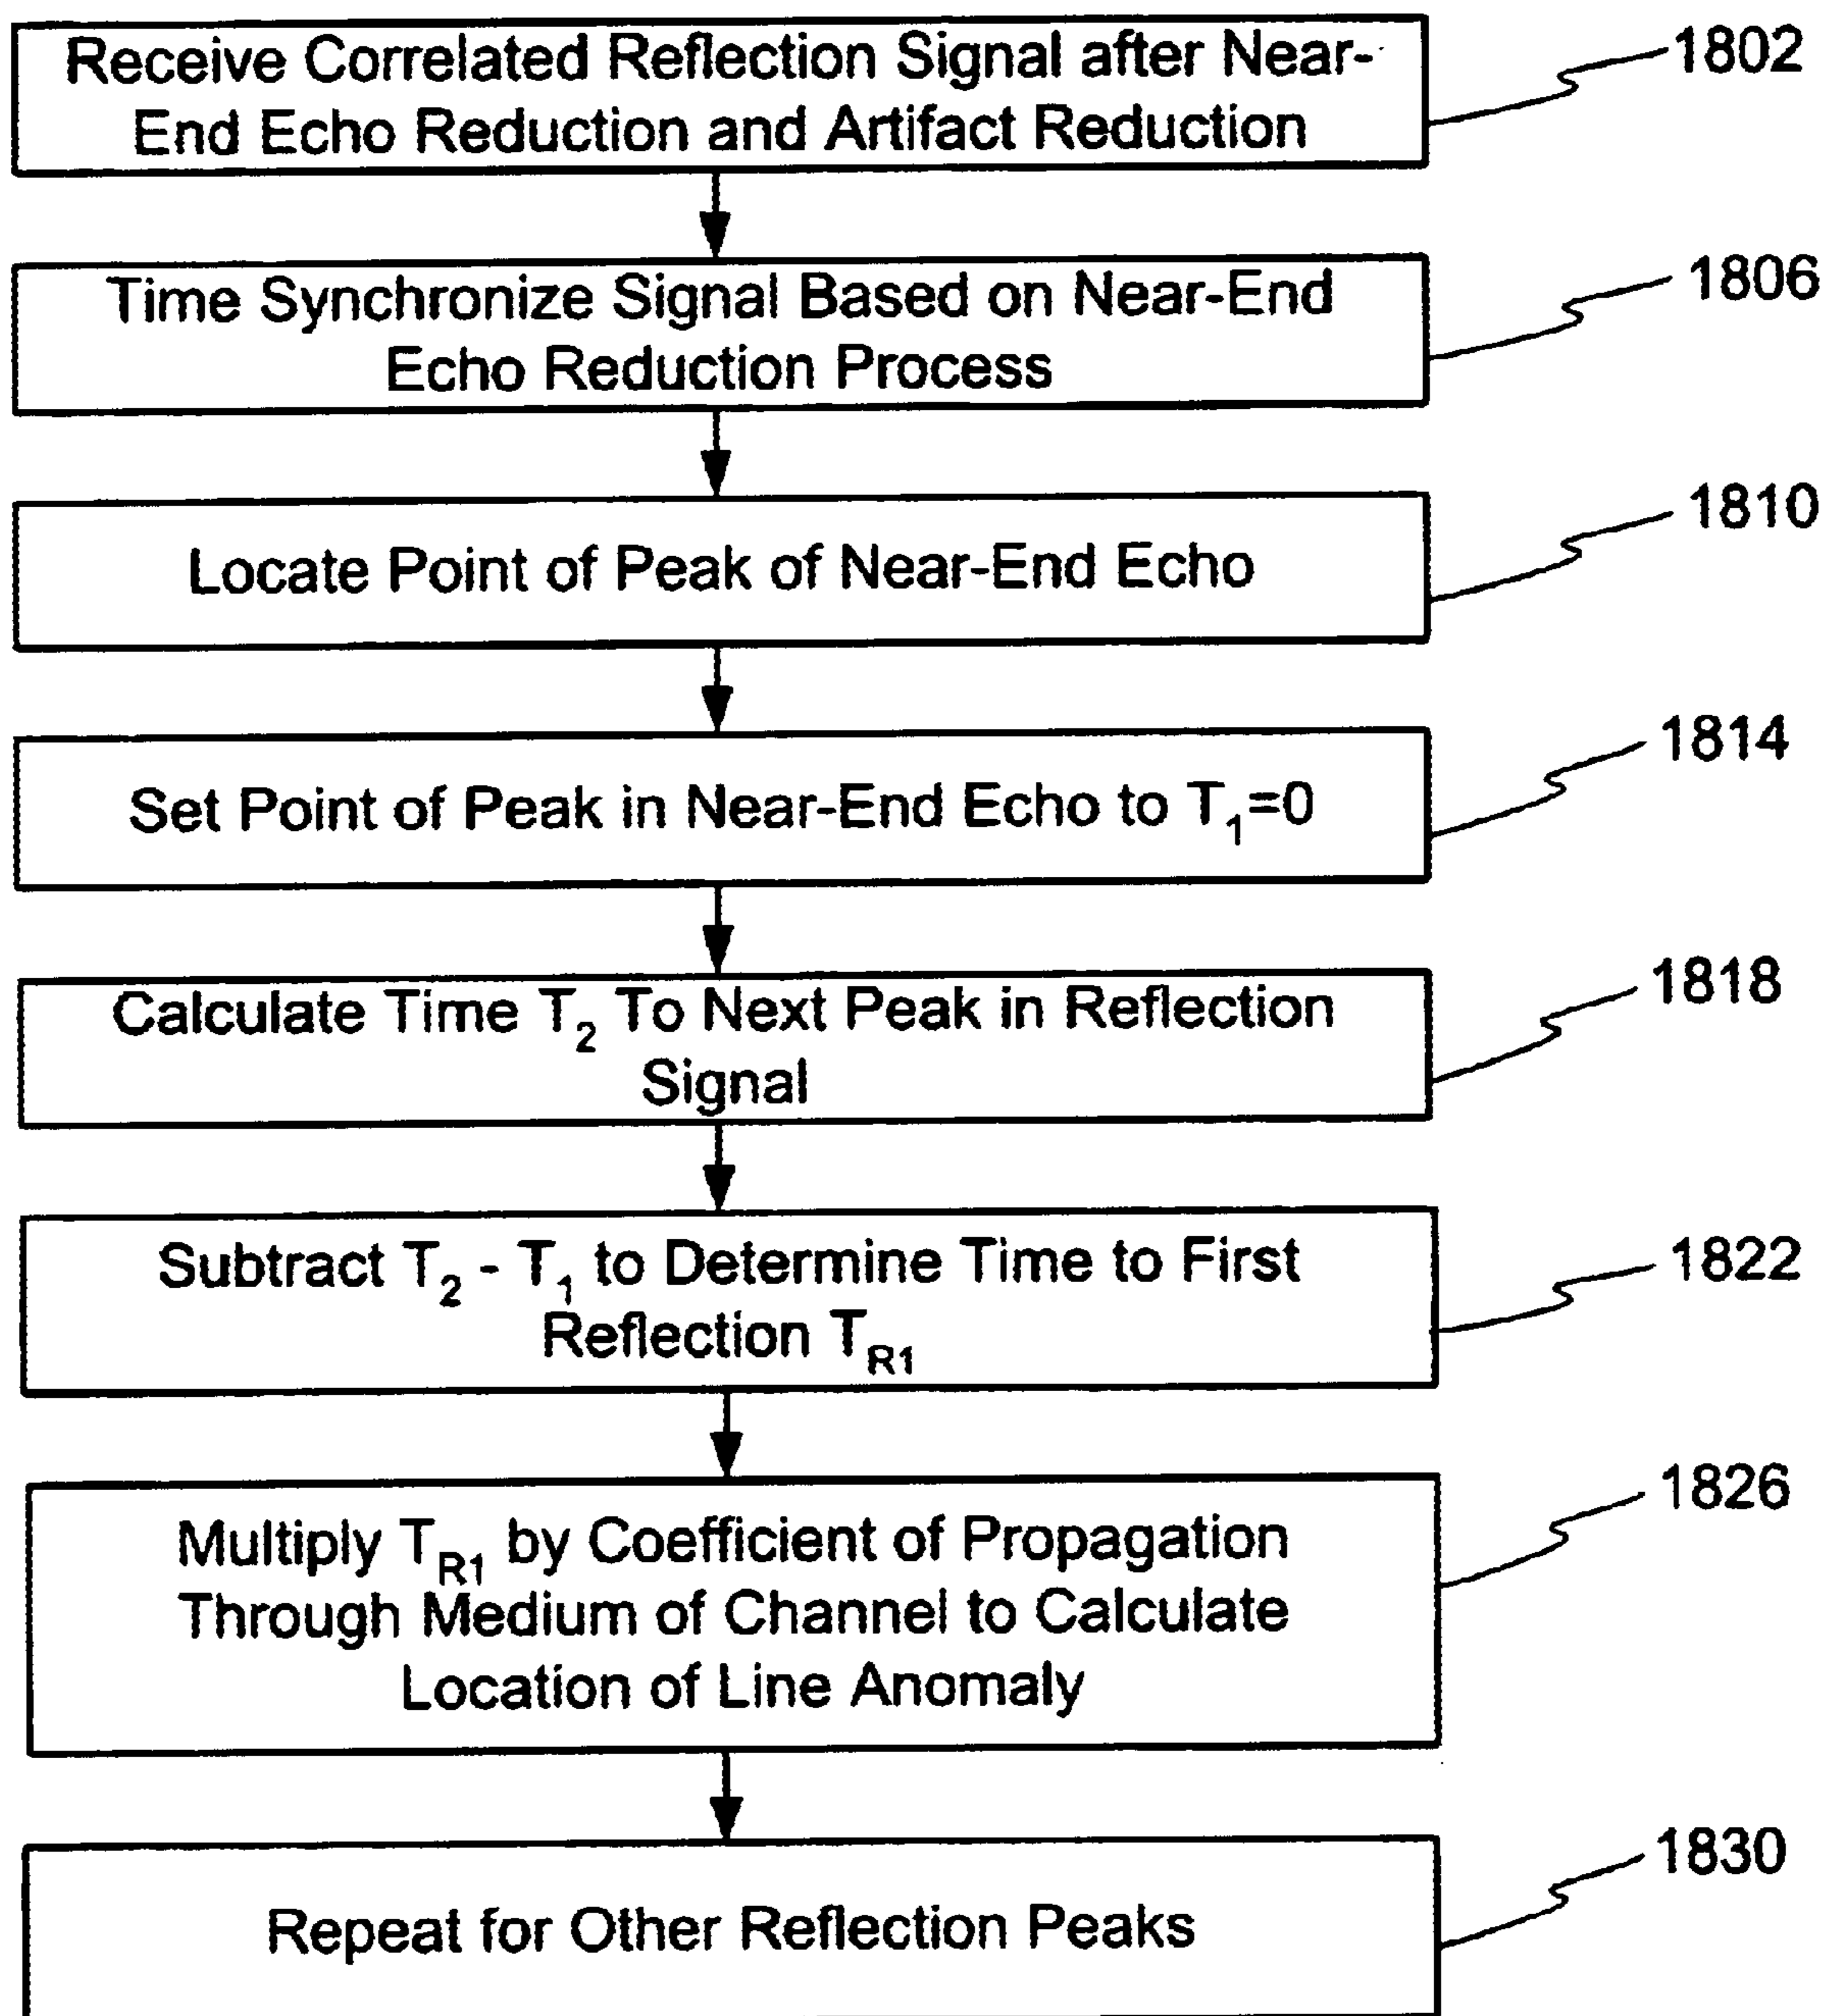 Receive Correlated Reflection Signal after Near-
End Echo Reduction and Artifact Reduction
1802
Time Synchronize Signal Based on Near-End
Echo Reduction Process
1806
Locate Point of Peak of Near-End Echo
1810
Set Point of Peak in Near-End Echo to T₁=0
1814
Calculate Time T₂ To Next Peak in Reflection
Signal
1818
Subtract T₂ - T₁ to Determine Time to First
Reflection T_R1
1822
Multiply T_R1 by Coefficient of Propagation
Through Medium of Channel to Calculate
Location of Line Anomaly
1826
Repeat for Other Reflection Peaks
1830